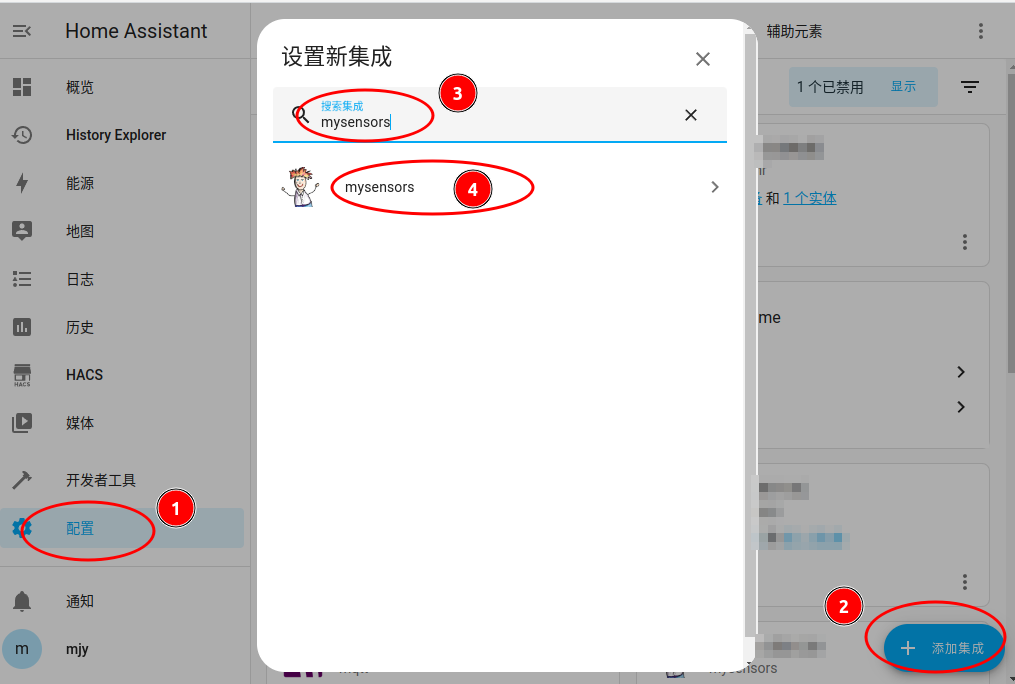 Home Assistant
概览
History Explorer
能源
地图
日志
历史
HACS
HACS
媒体
开发者工具
配置
1
通知
m
mjy
设置新集成
搜索集成
mysensors
3
mysensors
4
辅助元素
1 个已禁用
显示
和 1 个实体
me
2
添加集成
mysensors